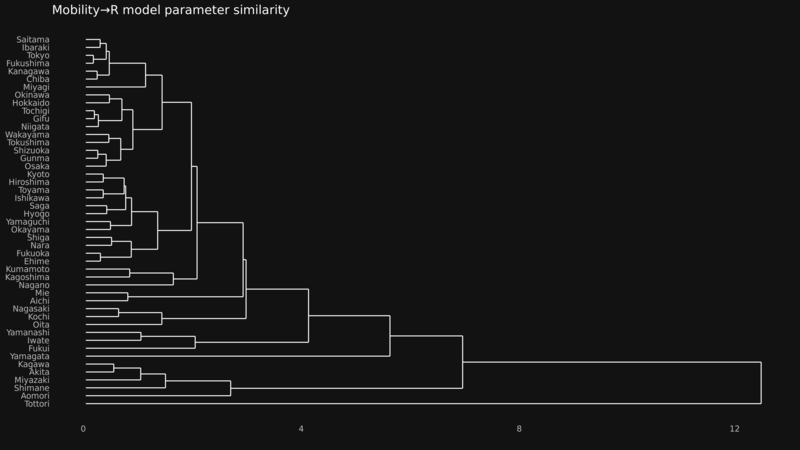 Mobility→R model parameter similarity
Saitama
Ibaraki
Tokyo
Fukushima
Kanagawa
Chiba
Miyagi
Okinawa
Hokkaido
Tochigi
Gifu
Niigata
Wakayama
Tokushima
Shizuoka
Gunma
Osaka
Kyoto
Hiroshima
Toyama
Ishikawa
Saga
Hyogo
Yamaguchi
Okayama
Shiga
Nara
Fukuoka
Ehime
Kumamoto
Kagoshima
Nagano
Mie
Aichi
Nagasaki
Kochi
Oita
Yamanashi
Iwate
Fukui
Yamagata
Kagawa
Akita
Miyazaki
Shimane
Aomori
Tottori
0 4 8 12